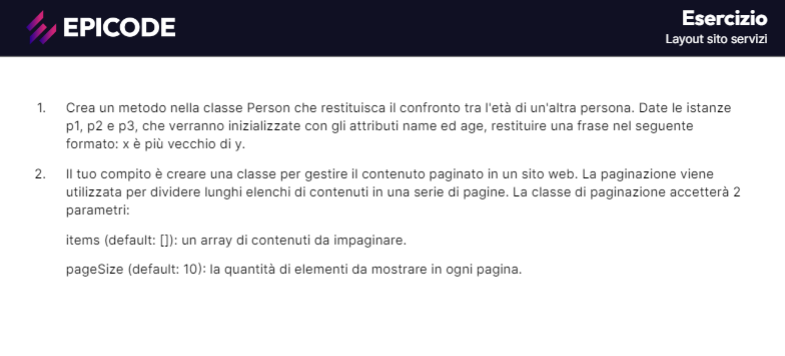 EPICODE
Esercizio
Layout sito servizi
1. Crea un metodo nella classe Person che restituisca il confronto tra l'età di un'altra persona. Date le istanze
p1, p2 e p3, che verranno inizializzate con gli attributi name ed age, restituire una frase nel seguente
formato: x è più vecchio di y.
2. Il tuo compito è creare una classe per gestire il contenuto paginato in un sito web. La paginazione viene
utilizzata per dividere lunghi elenchi di contenuti in una serie di pagine. La classe di paginazione accetterà 2
parametri:
items (default: []): un array di contenuti da impaginare.
pageSize (default: 10): la quantità di elementi da mostrare in ogni pagina.